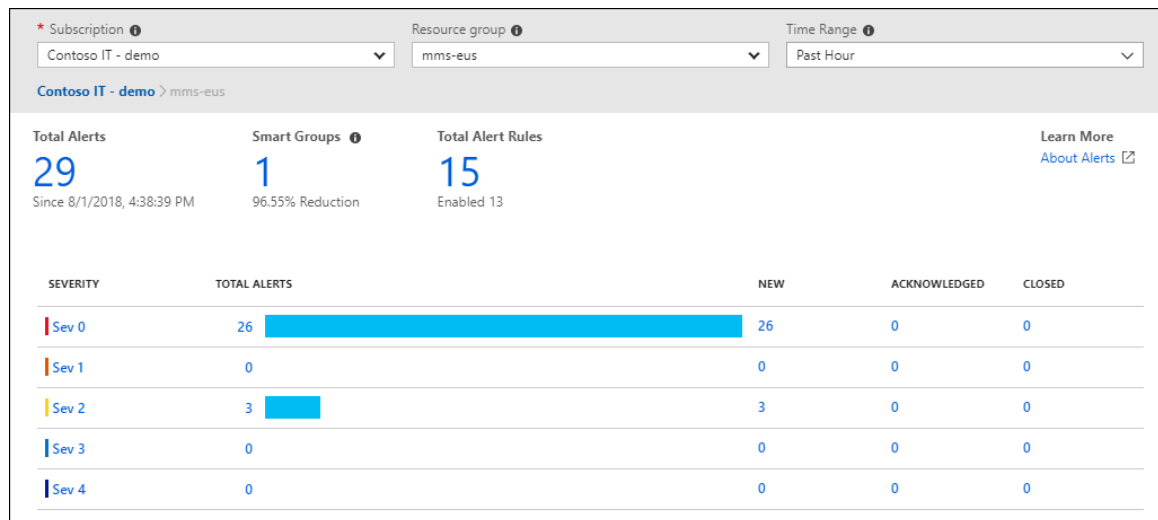 * Subscription
Resource group
Time Range
Contoso IT - demo
mms-eus
Past Hour
Contoso IT - demo > mms-eus
Total Alerts
Smart Groups
Total Alert Rules
Learn More
29
1
15
About Alerts
Since 8/1/2018, 4:38:39 PM
96.55% Reduction
Enabled 13
SEVERITY TOTAL ALERTS NEW ACKNOWLEDGED CLOSED
Sev 0 26 26 0 0
Sev 1 0 0 0 0
Sev 2 3 3 0 0
Sev 3 0 0 0 0
Sev 4 0 0 0 0